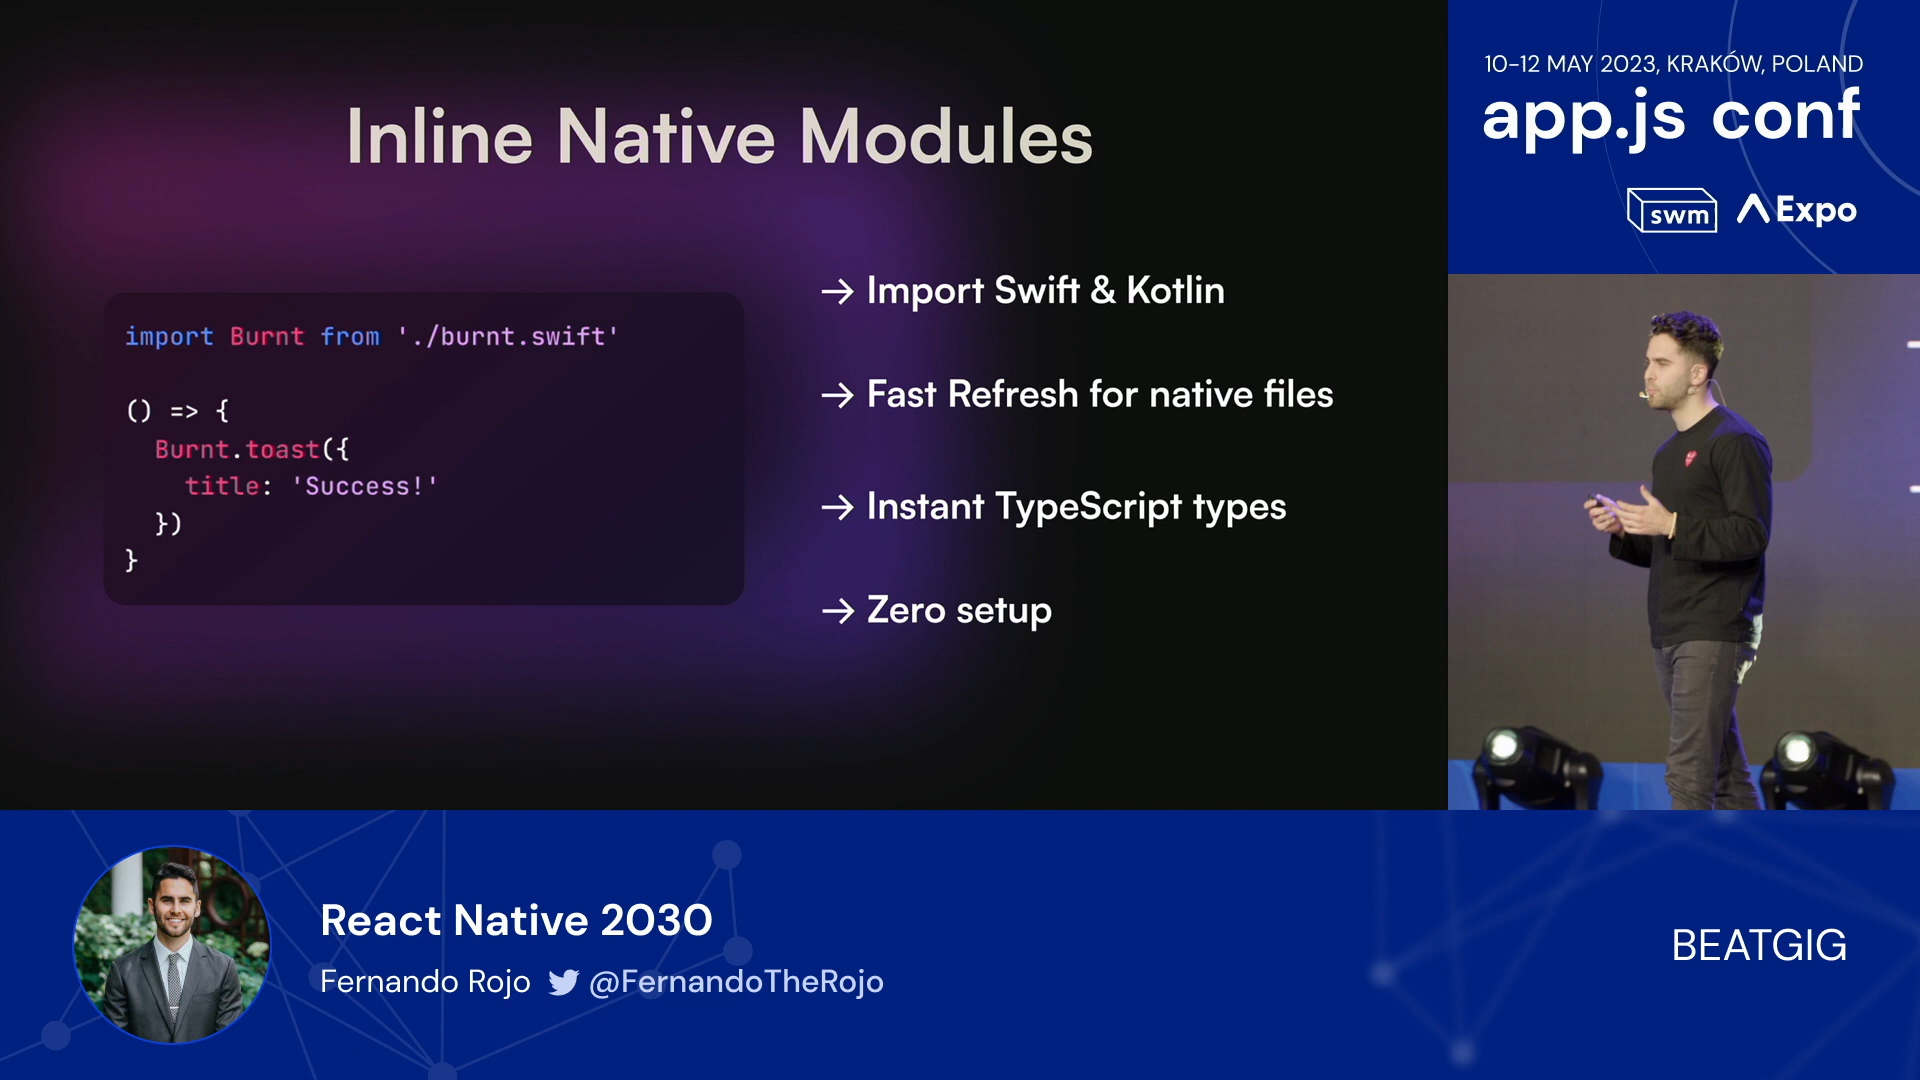 Inline Native Modules
import Burnt from './burnt.swift'
() => {
  Burnt.toast({
    title: 'Success!'
  })
}
→ Import Swift & Kotlin
→ Fast Refresh for native files
→ Instant TypeScript types
→ Zero setup
10-12 MAY 2023, KRAKÓW, POLAND
app.js conf
swm Expo
React Native 2030
Fernando Rojo @FernandoTheRojo
BEATGIG